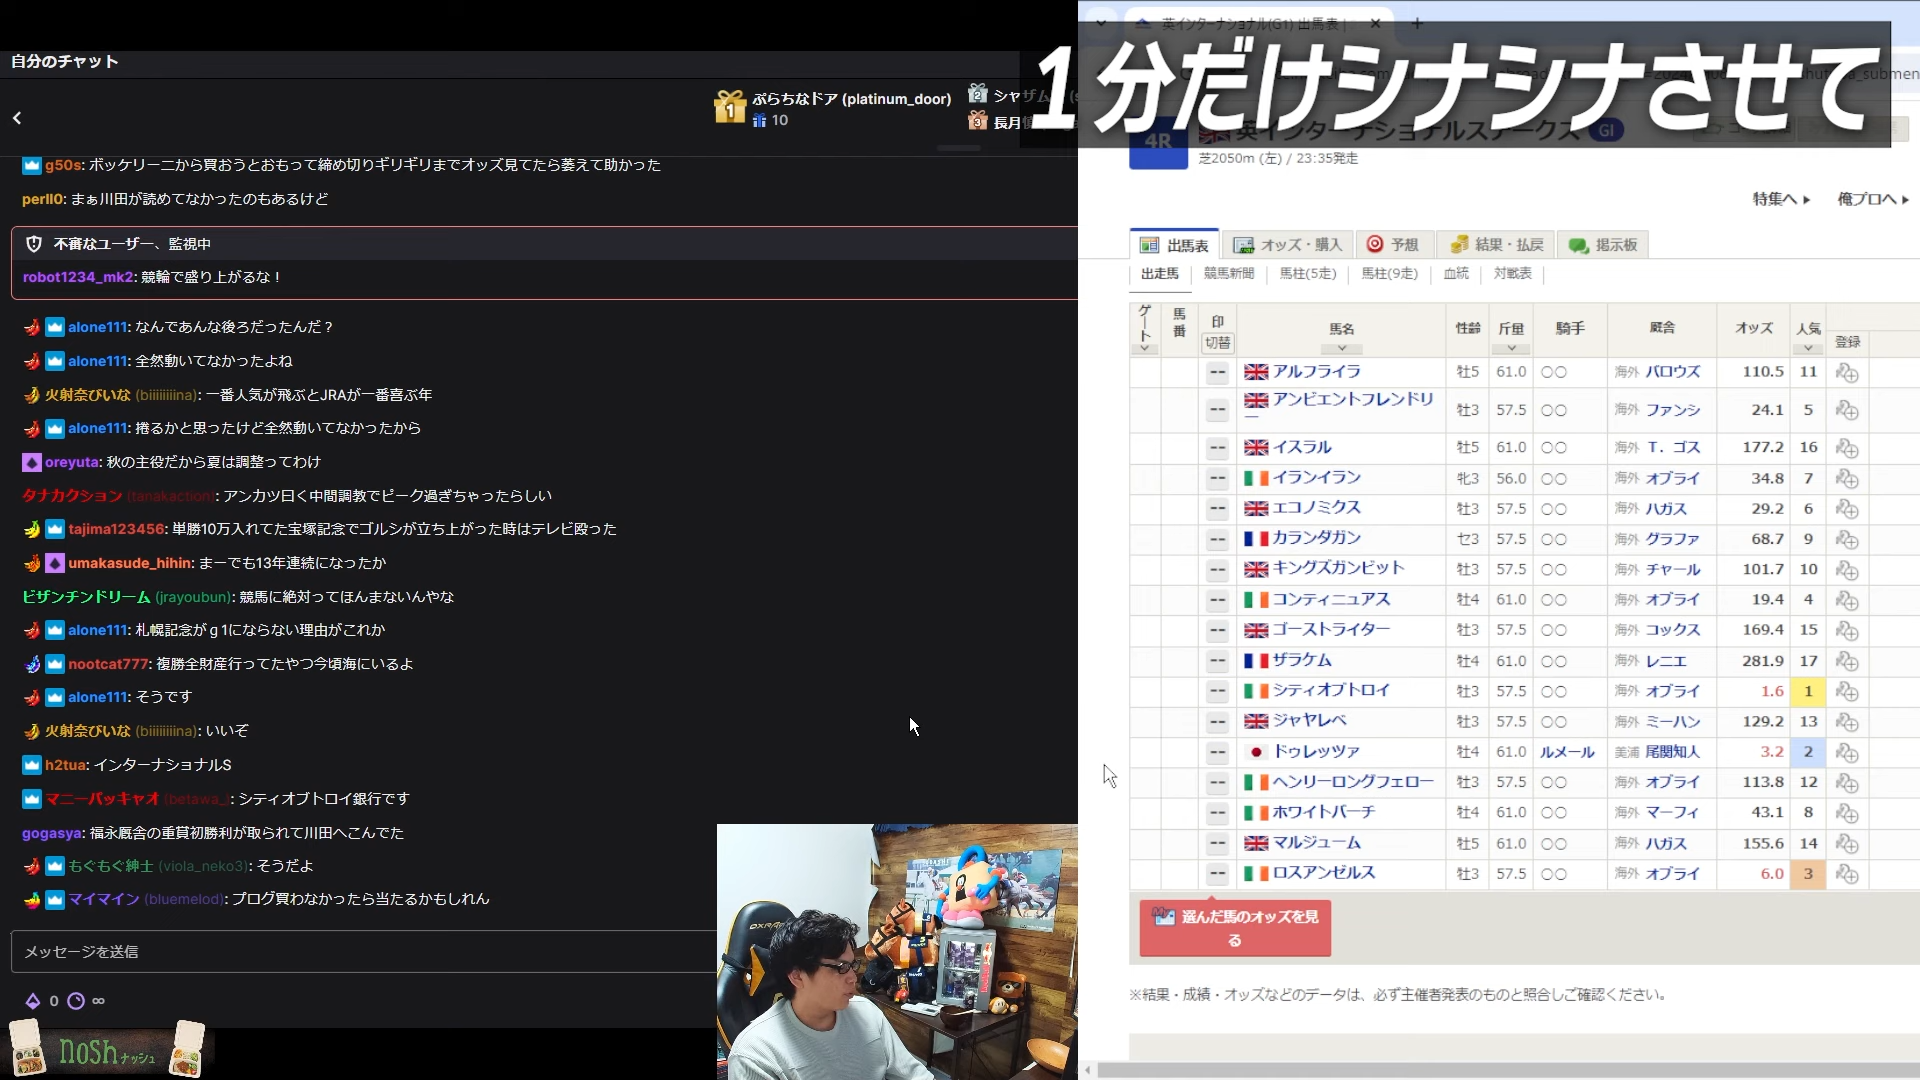 自分のチャット
ぷらちなドア (platinum_door)
10
シャザム
長月
g50s: ボッケリーニから買おうとおもって締め切りギリギリまでオッズ見てたら萎えて助かった
perll0: まぁ川田が読めてなかったのもあるけど
不審なユーザー、監視中
robot1234_mk2: 競輪で盛り上がるな！
alone111: なんであんな後ろだったんだ？
alone111: 全然動いてなかったよね
火射奈びいな (biiiiiiiina): 一番人気が飛ぶとJRAが一番喜ぶ年
alone111: 捲るかと思ったけど全然動いてなかったから
oreyuta: 秋の主役だから夏は調整ってわけ
タナカクション (tanakaction): アンカツ曰く中間調教でピーク過ぎちゃったらしい
tajima123456: 単勝10万入れてた宝塚記念でゴルシが立ち上がった時はテレビ殴った
umakasude_hihin: まーでも13年連続になったか
ビザンチンドリーム (jrayoubun): 競馬に絶対ってほんまないんやな
alone111: 札幌記念がｇ1にならない理由がこれか
nootcat777: 複勝全財産行ってたやつ今頃海にいるよ
alone111: そうです
火射奈びいな (biiiiiiiina): いいぞ
h2tua: インターナショナルS
マニーバッキャオ (betawa_): シティオブトロイ銀行です
gogasya: 福永厩舎の重賞初勝利が取られて川田へこんでた
もぐもぐ紳士 (viola_neko3): そうだよ
マイマイン (bluemelod): プログ買わなかったら当たるかもしれん
メッセージを送信
0 ∞
nosh ナッシュ
1分だけシナシナさせて
英インターナショナル(G1) 出馬表 |
4R 英インターナショナルステークス GI
芝2050m (左) / 23:35発走
特集へ 俺プロへ
出馬表 オッズ・購入 予想 結果・払戻 掲示板
出走馬 競馬新聞 馬柱(5走) 馬柱(9走) 血統 対戦表
ゲート 馬番 印 切替 馬名 性齢 斤量 騎手 厩舎 オッズ 人気 登録
-- アルフライラ 牡5 61.0 ○○ 海外 バロウズ 110.5 11
-- アンビエントフレンドリー 牡3 57.5 ○○ 海外 ファンシ 24.1 5
-- イスラル 牡5 61.0 ○○ 海外 T．ゴス 177.2 16
-- イランイラン 牝3 56.0 ○○ 海外 オブライ 34.8 7
-- エコノミクス 牡3 57.5 ○○ 海外 ハガス 29.2 6
-- カランダガン セ3 57.5 ○○ 海外 グラファ 68.7 9
-- キングズガンビット 牡3 57.5 ○○ 海外 チャール 101.7 10
-- コンティニュアス 牡4 61.0 ○○ 海外 オブライ 19.4 4
-- ゴーストライター 牡3 57.5 ○○ 海外 コックス 169.4 15
-- ザラケム 牡4 61.0 ○○ 海外 レニエ 281.9 17
-- シティオブトロイ 牡3 57.5 ○○ 海外 オブライ 1.6 1
-- ジャヤレベ 牡3 57.5 ○○ 海外 ミーハン 129.2 13
-- ドゥレッツァ 牡4 61.0 ルメール 美浦 尾関知人 3.2 2
-- ヘンリーロングフェロー 牡3 57.5 ○○ 海外 オブライ 113.8 12
-- ホワイトバーチ 牡4 61.0 ○○ 海外 マーフィ 43.1 8
-- マルジューム 牡5 61.0 ○○ 海外 ハガス 155.6 14
-- ロスアンゼルス 牡3 57.5 ○○ 海外 オブライ 6.0 3
選んだ馬のオッズを見る
※結果・成績・オッズなどのデータは、必ず主催者発表のものと照合しご確認ください。